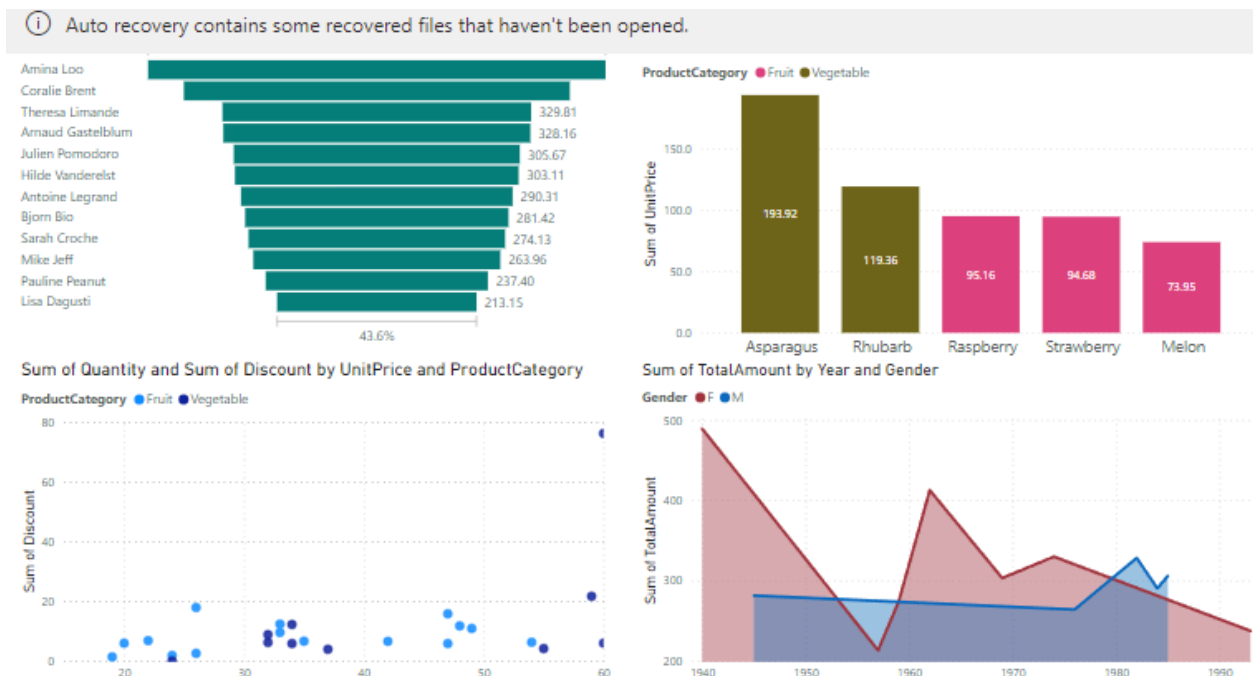 Auto recovery contains some recovered files that haven't been opened.
Amina Loo
Coralie Brent
Theresa Limande 329.81
Arnaud Gastelblum 328.16
Julien Pomodoro 305.67
Hilde Vanderelst 303.11
Antoine Legrand 290.31
Bjorn Bio 281.42
Sarah Croche 274.13
Mike Jeff 263.96
Pauline Peanut 237.40
Lisa Dagusti 213.15
43.6%
ProductCategory Fruit Vegetable
Sum of UnitPrice
150.0
100.0
50.0
0.0
193.92
119.36
95.16
94.68
73.95
Asparagus Rhubarb Raspberry Strawberry Melon
Sum of Quantity and Sum of Discount by UnitPrice and ProductCategory
ProductCategory Fruit Vegetable
Sum of Discount
80
60
40
20
0
20 30 40 50 60
Sum of TotalAmount by Year and Gender
Gender F M
Sum of TotalAmount
500
400
300
200
1940 1950 1960 1970 1980 1990